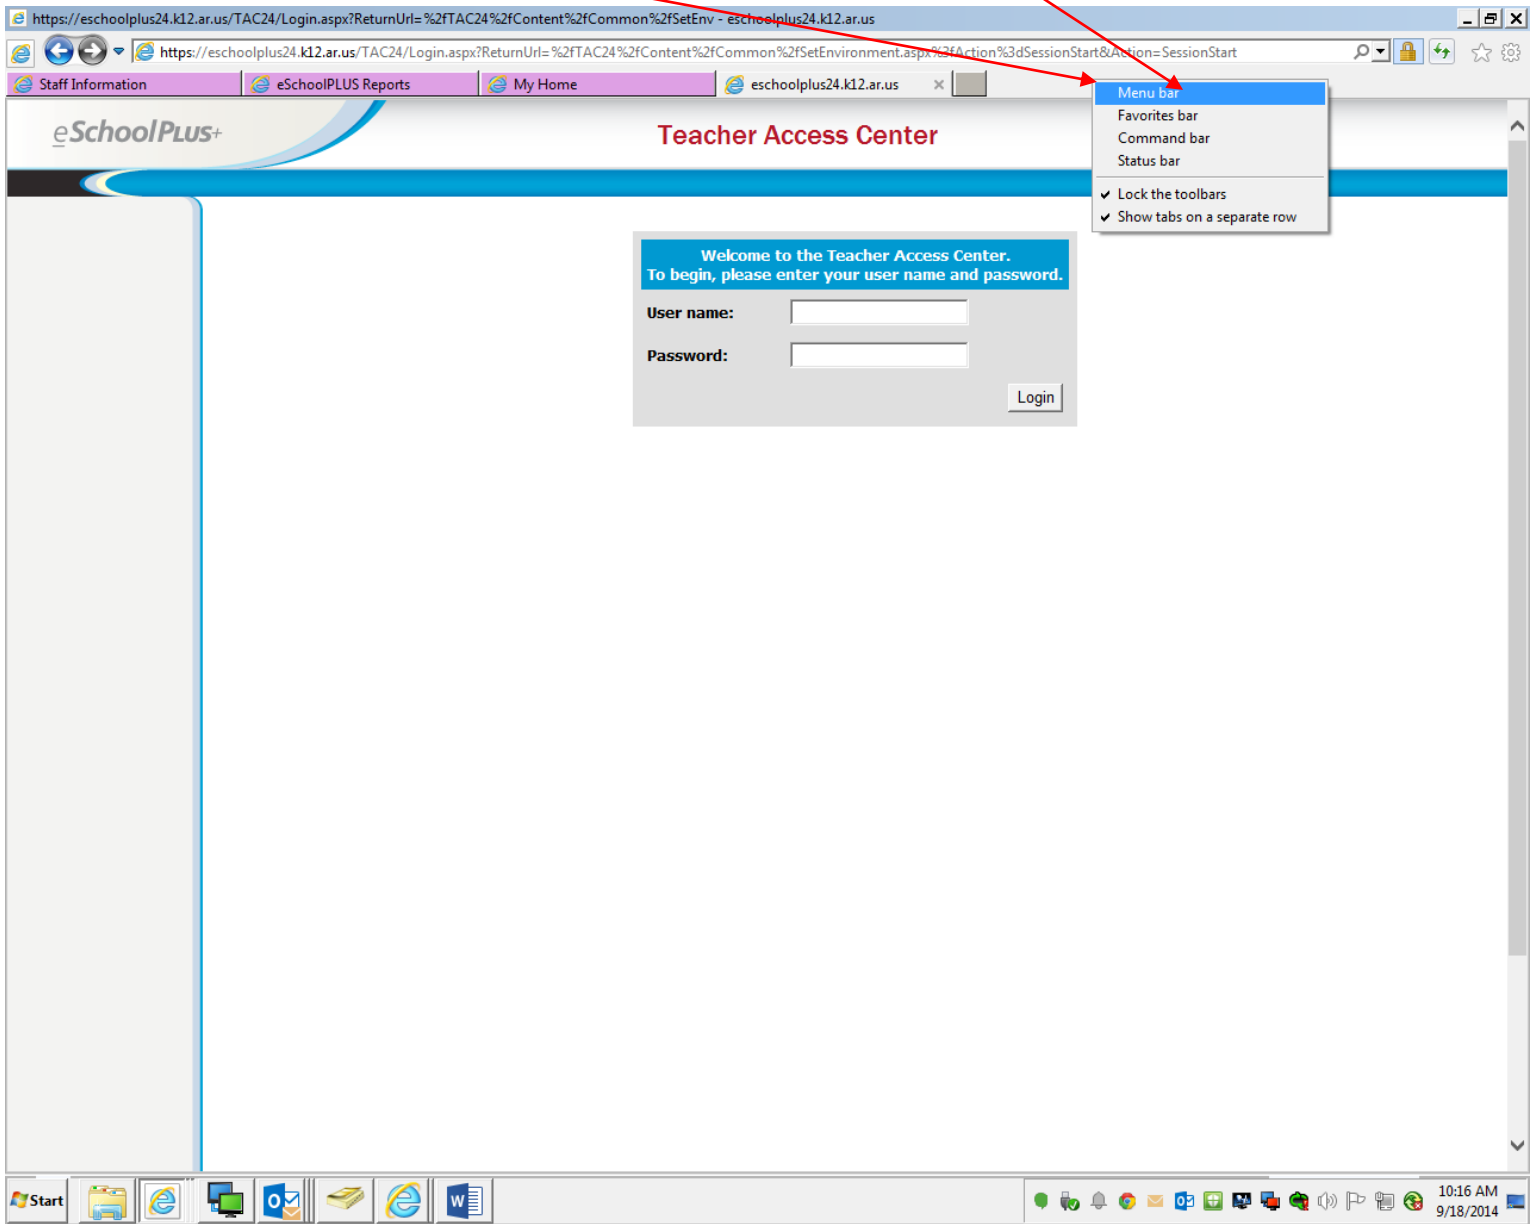 https://eschoolplus24.k12.ar.us/TAC24/Login.aspx?ReturnUrl=%2fTAC24%2fContent%2fCommon%2fSetEnv - eschoolplus24.k12.ar.us
https://eschoolplus24.k12.ar.us/TAC24/Login.aspx?ReturnUrl=%2fTAC24%2fContent%2fCommon%2fSetEnvironment.aspx%3fAction%3dSessionStart&Action=SessionStart
Staff Information
eSchoolPLUS Reports
My Home
eschoolplus24.k12.ar.us
Menu bar
Favorites bar
Command bar
Status bar
Lock the toolbars
Show tabs on a separate row
eSchoolPLUS+
Teacher Access Center
Welcome to the Teacher Access Center.
To begin, please enter your user name and password.
User name:
Password:
Login
Start
10:16 AM
9/18/2014